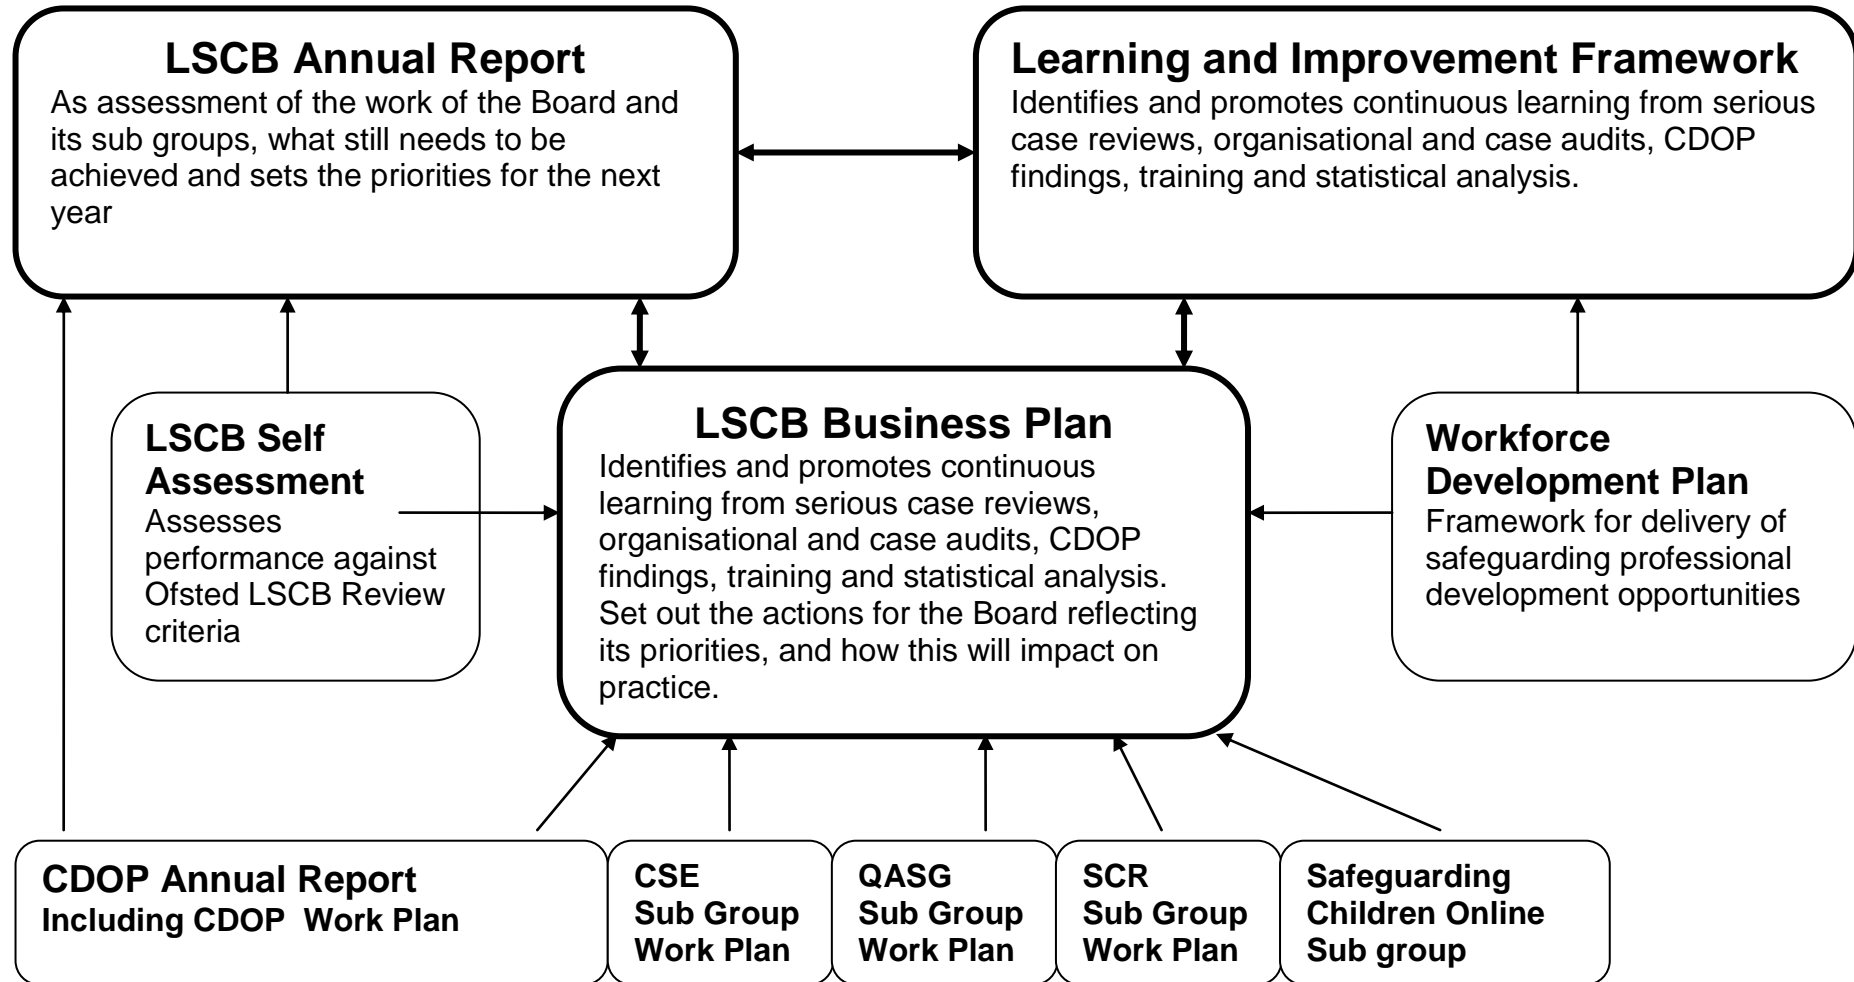 LSCB Annual Report
As assessment of the work of the Board and
its sub groups, what still needs to be
achieved and sets the priorities for the next
year
Learning and Improvement Framework
Identifies and promotes continuous learning from serious
case reviews, organisational and case audits, CDOP
findings, training and statistical analysis.
LSCB Self
Assessment
Assesses
performance against
Ofsted LSCB Review
criteria
LSCB Business Plan
Identifies and promotes continuous
learning from serious case reviews,
organisational and case audits, CDOP
findings, training and statistical analysis.
Set out the actions for the Board reflecting
its priorities, and how this will impact on
practice.
Workforce
Development Plan
Framework for delivery of
safeguarding professional
development opportunities
CDOP Annual Report
Including CDOP  Work Plan
CSE
Sub Group
Work Plan
QASG
Sub Group
Work Plan
SCR
Sub Group
Work Plan
Safeguarding
Children Online
Sub group